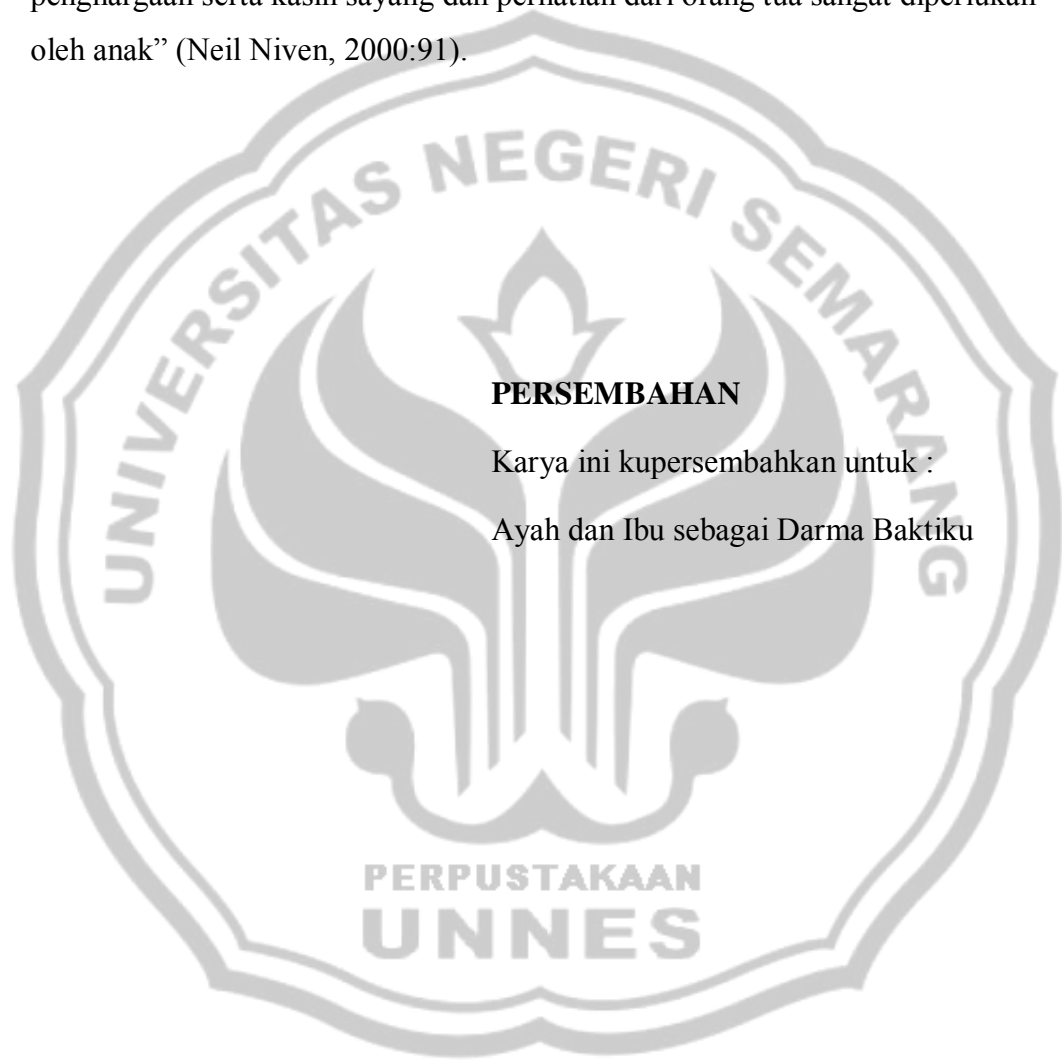 penghargaan serta kasih sayang dan perhatian dari orang tua sangat diperlukan
oleh anak” (Neil Niven, 2000:91).
UNIVERSITAS NEGERI SEMARANG
PERSEMBAHAN
Karya ini kupersembahkan untuk :
Ayah dan Ibu sebagai Darma Baktiku
PERPUSTAKAAN
UNNES